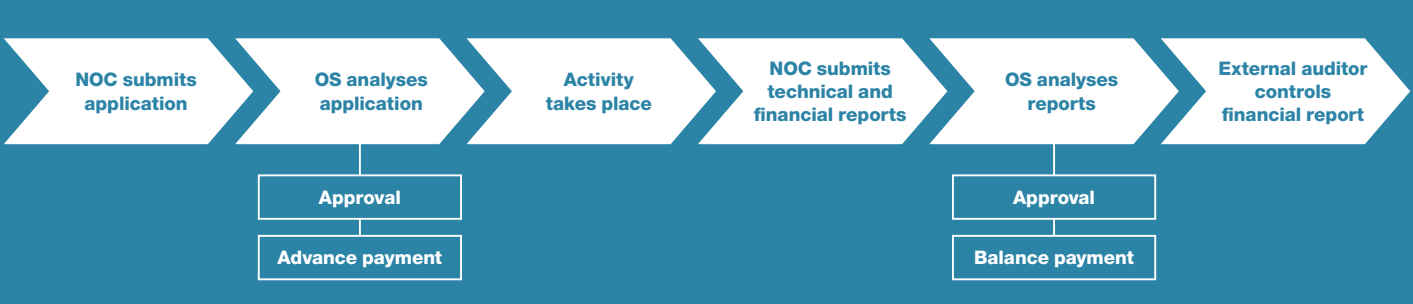 NOC submits
application
OS analyses
application
Activity
takes place
NOC submits
technical and
financial reports
OS analyses
reports
External auditor
controls
financial report
Approval
Advance payment
Approval
Balance payment